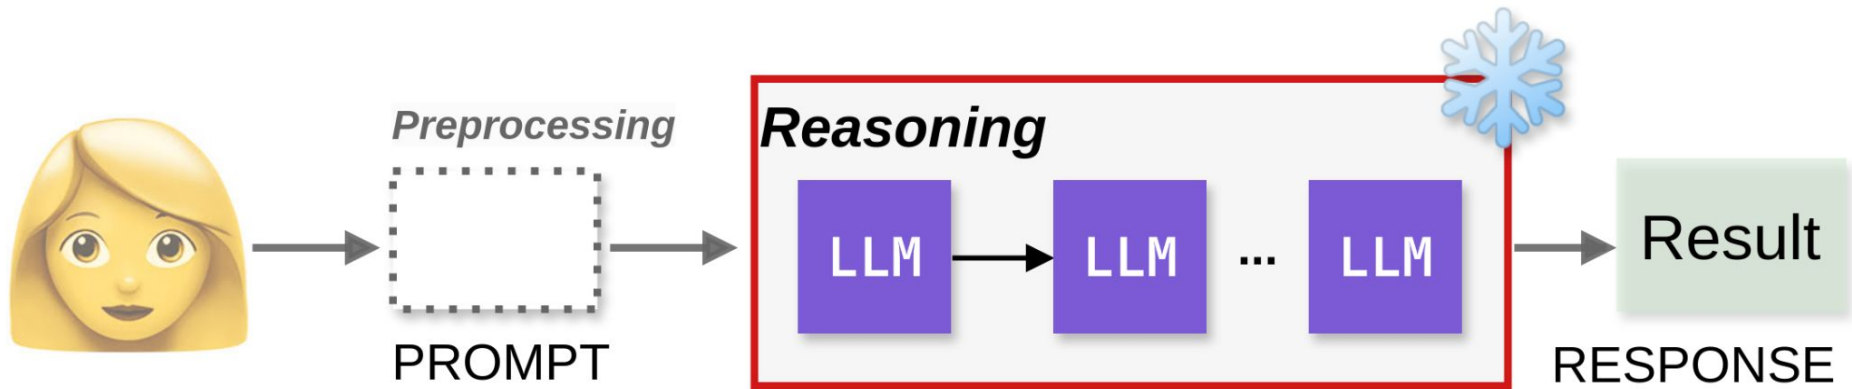 Preprocessing
PROMPT
Reasoning
LLM
LLM
...
LLM
Result
RESPONSE